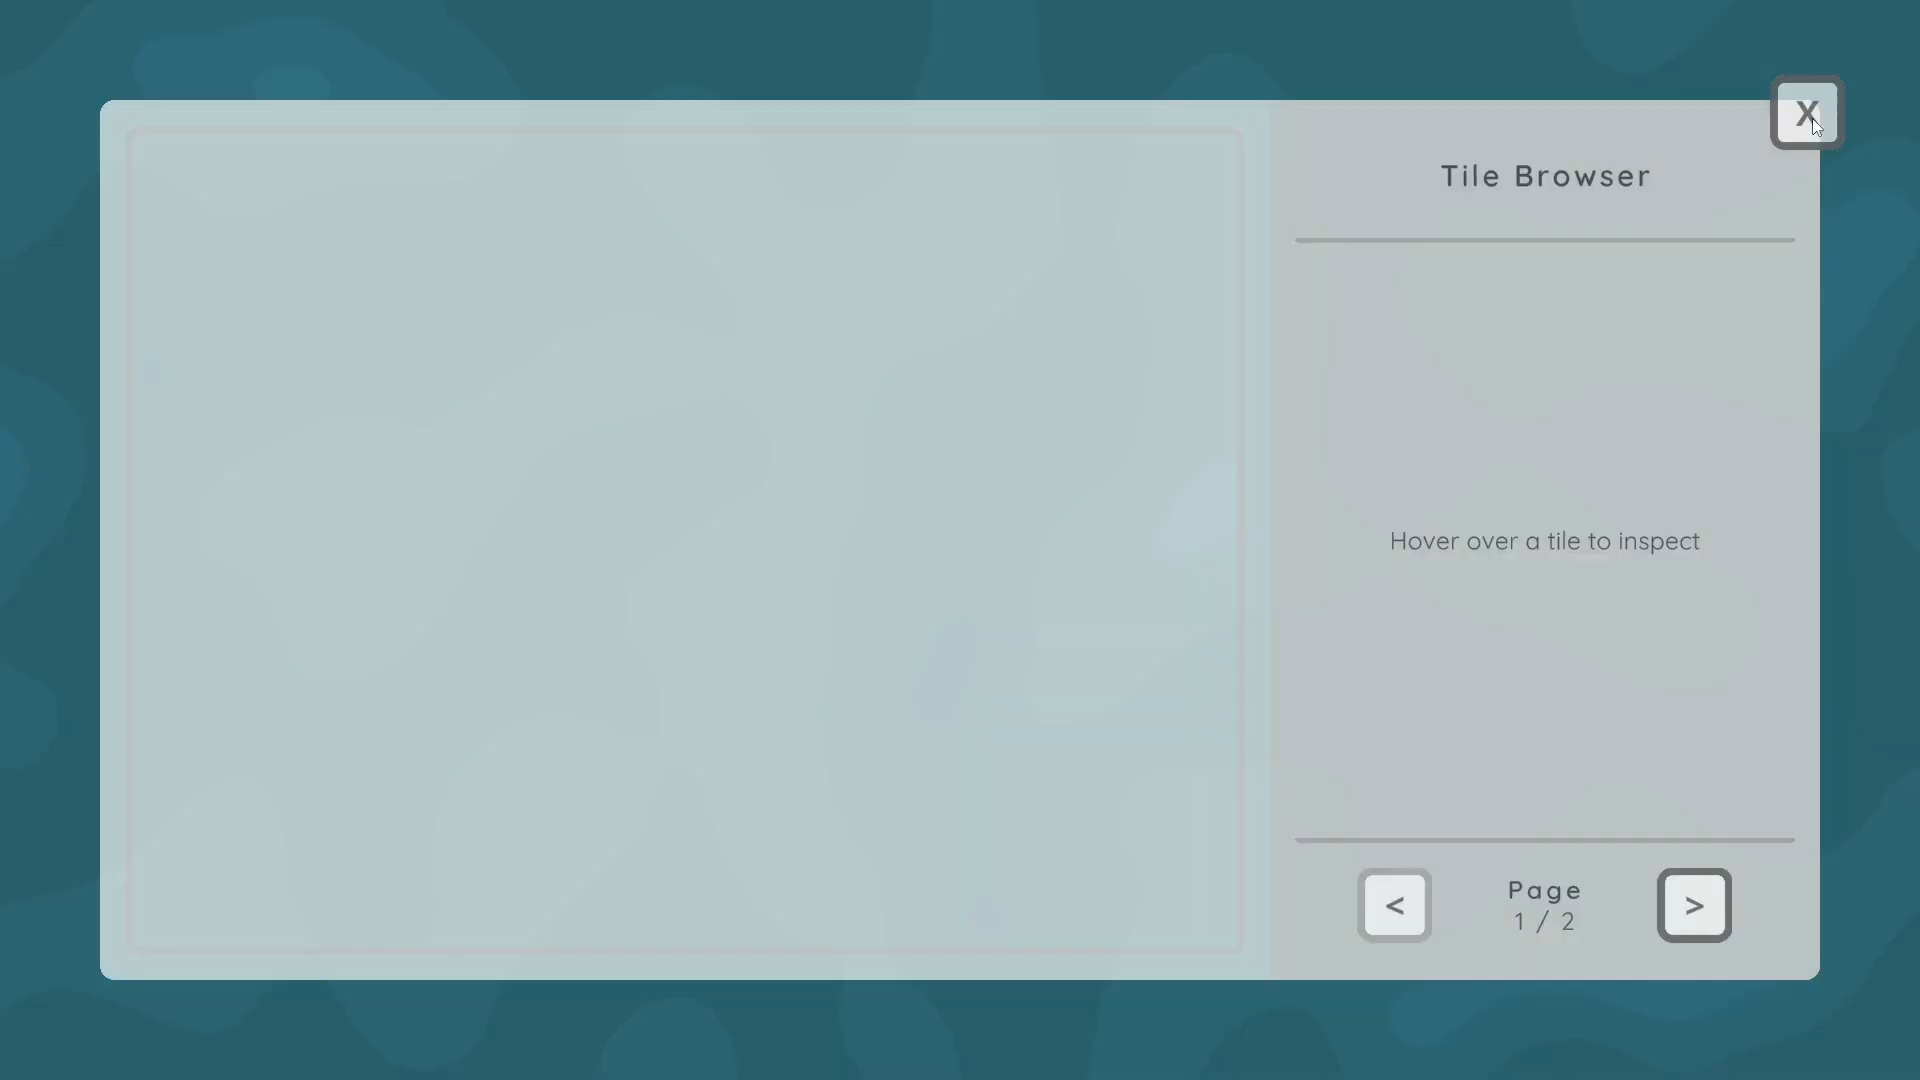 X
Tile Browser
Hover over a tile to inspect
<
Page
1 / 2
>